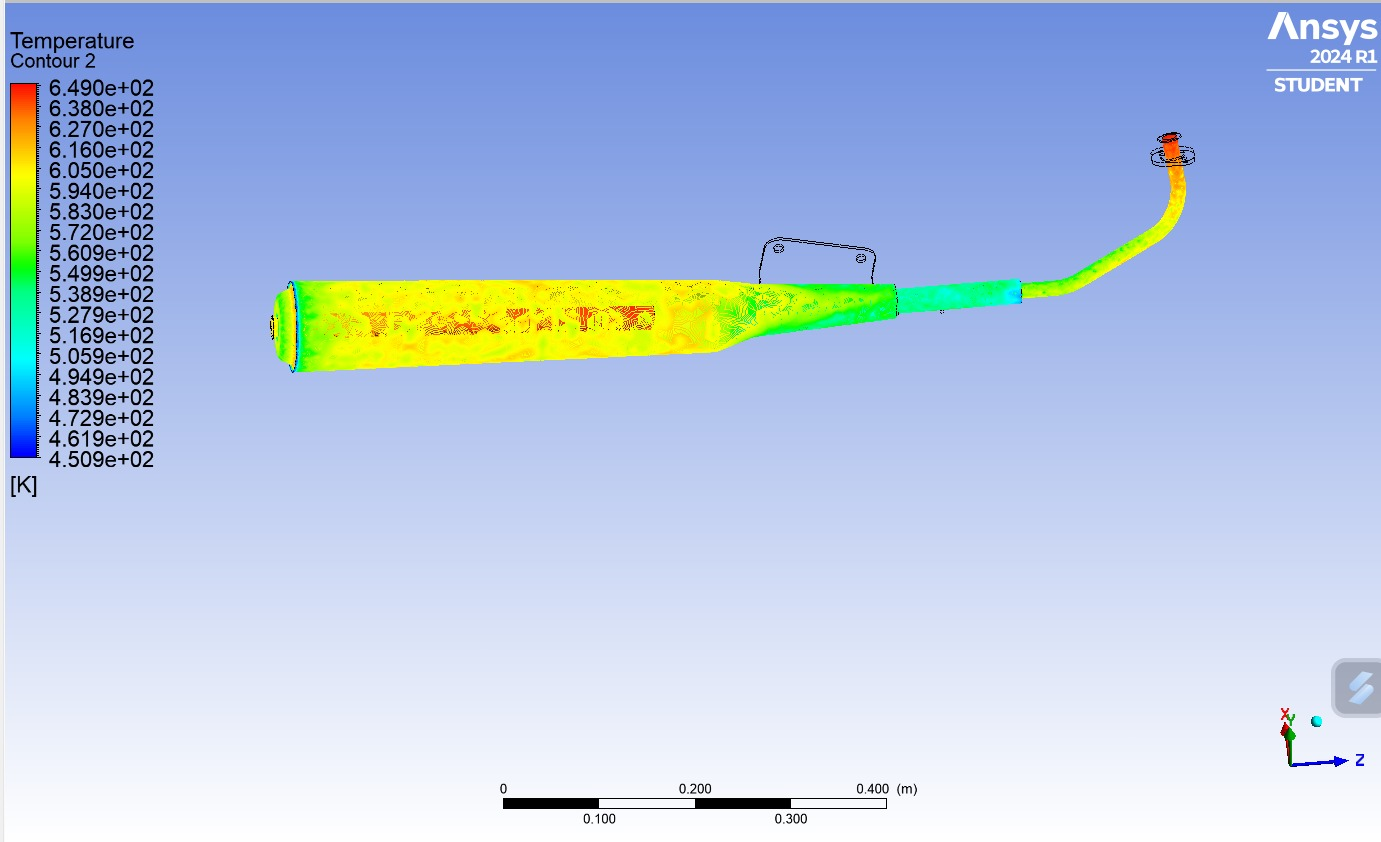 Temperature
Contour 2
6.490e+02
6.380e+02
6.270e+02
6.160e+02
6.050e+02
5.940e+02
5.830e+02
5.720e+02
5.609e+02
5.499e+02
5.389e+02
5.279e+02
5.169e+02
5.059e+02
4.949e+02
4.839e+02
4.729e+02
4.619e+02
4.509e+02
[K]
Ansys
2024 R1
STUDENT
X
Y
Z
0 0.200 0.400 (m)
0.100 0.300